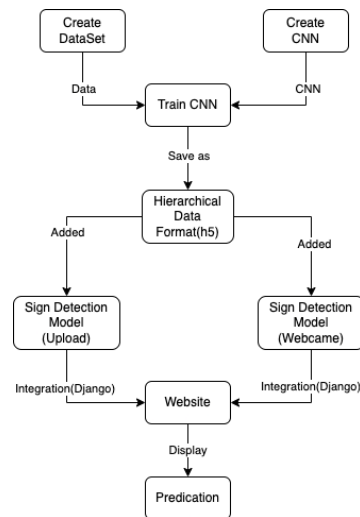 Create
DataSet
Create
CNN
Data
CNN
Train CNN
Save as
Hierarchical
Data
Format(h5)
Added
Added
Sign Detection
Model
(Upload)
Sign Detection
Model
(Webcame)
Integration(Django)
Integration(Django)
Website
Display
Predication